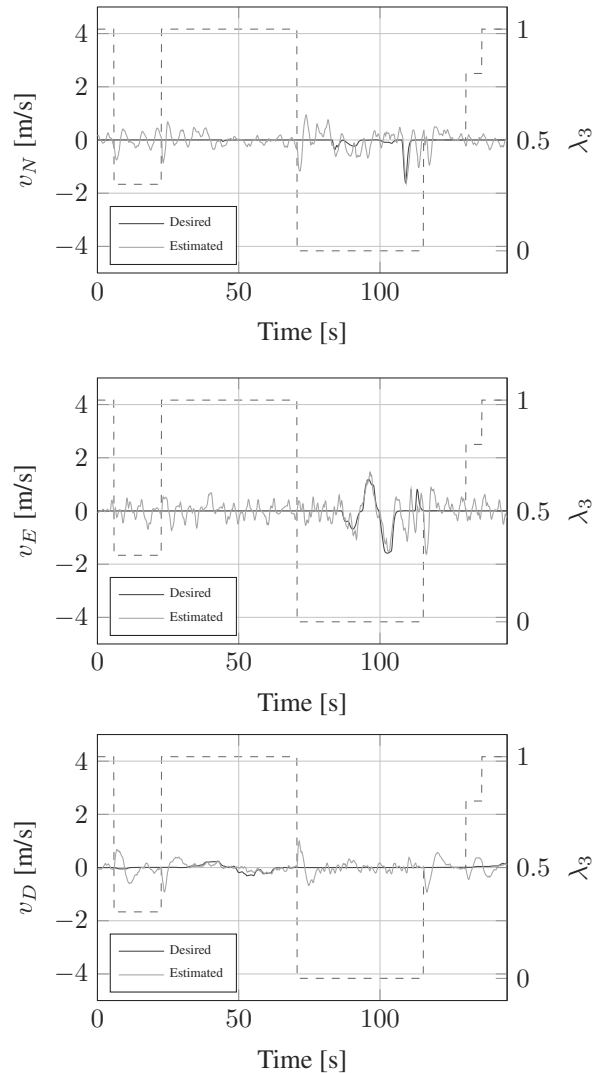 4
2
0
−2
−4
v_N [m/s]
1
0.5
0
λ_3
Desired
Estimated
0 50 100
Time [s]
4
2
0
−2
−4
v_E [m/s]
1
0.5
0
λ_3
Desired
Estimated
0 50 100
Time [s]
4
2
0
−2
−4
v_D [m/s]
1
0.5
0
λ_3
Desired
Estimated
0 50 100
Time [s]